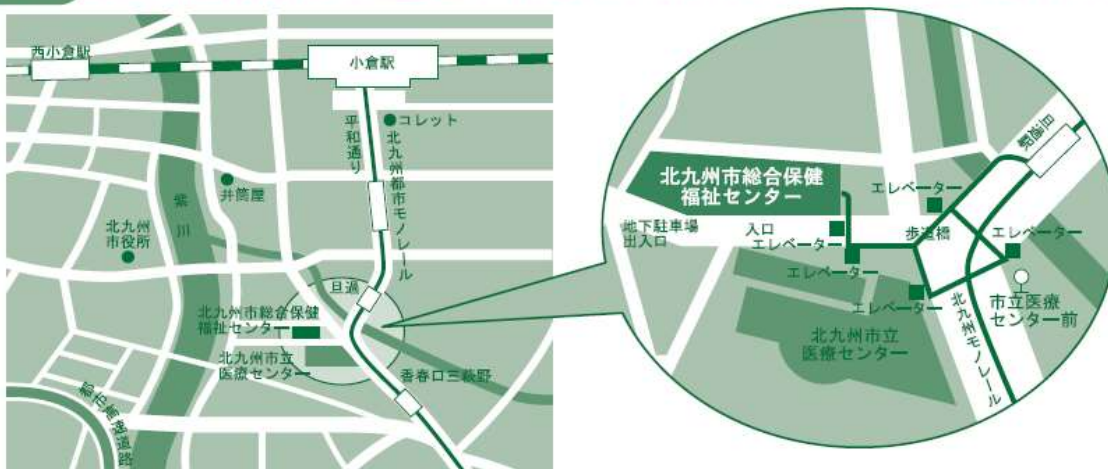 西小倉駅
小倉駅
コレット
平和通り
北九州都市モノレール
井筒屋
紫川
北九州
市役所
旦過
北九州市総合保健
福祉センター
北九州市立
医療センター
香春口三萩野
都市高速道路
旦過駅
北九州市総合保健
福祉センター
エレベーター
地下駐車場
出入口
入口
エレベーター
歩道橋
エレベーター
エレベーター
エレベーター
市立医療
センター前
北九州市立
医療センター
北九州モノレール